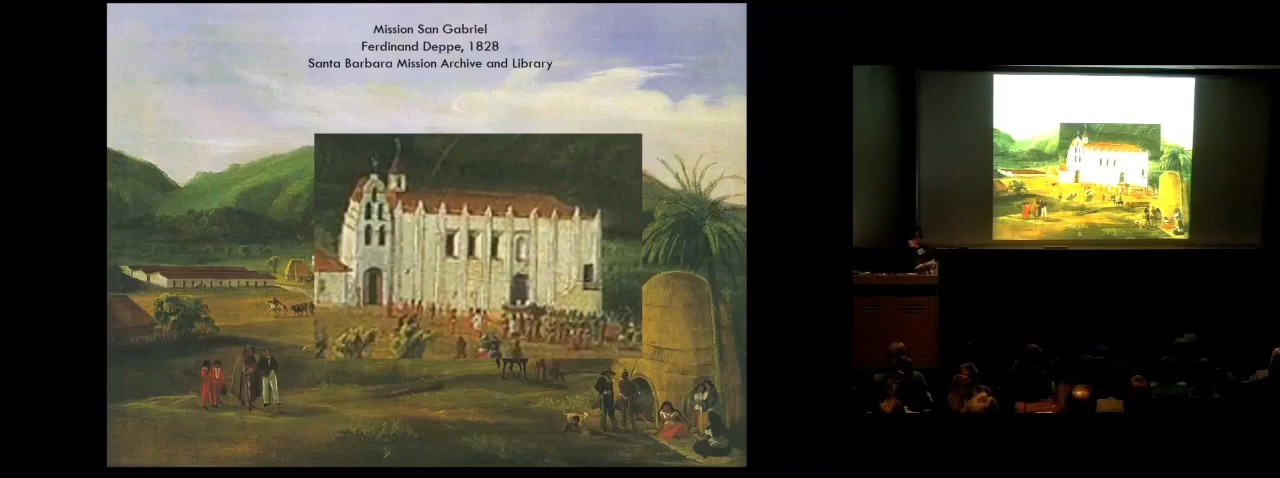 Mission San Gabriel
Ferdinand Deppe, 1828
Santa Barbara Mission Archive and Library